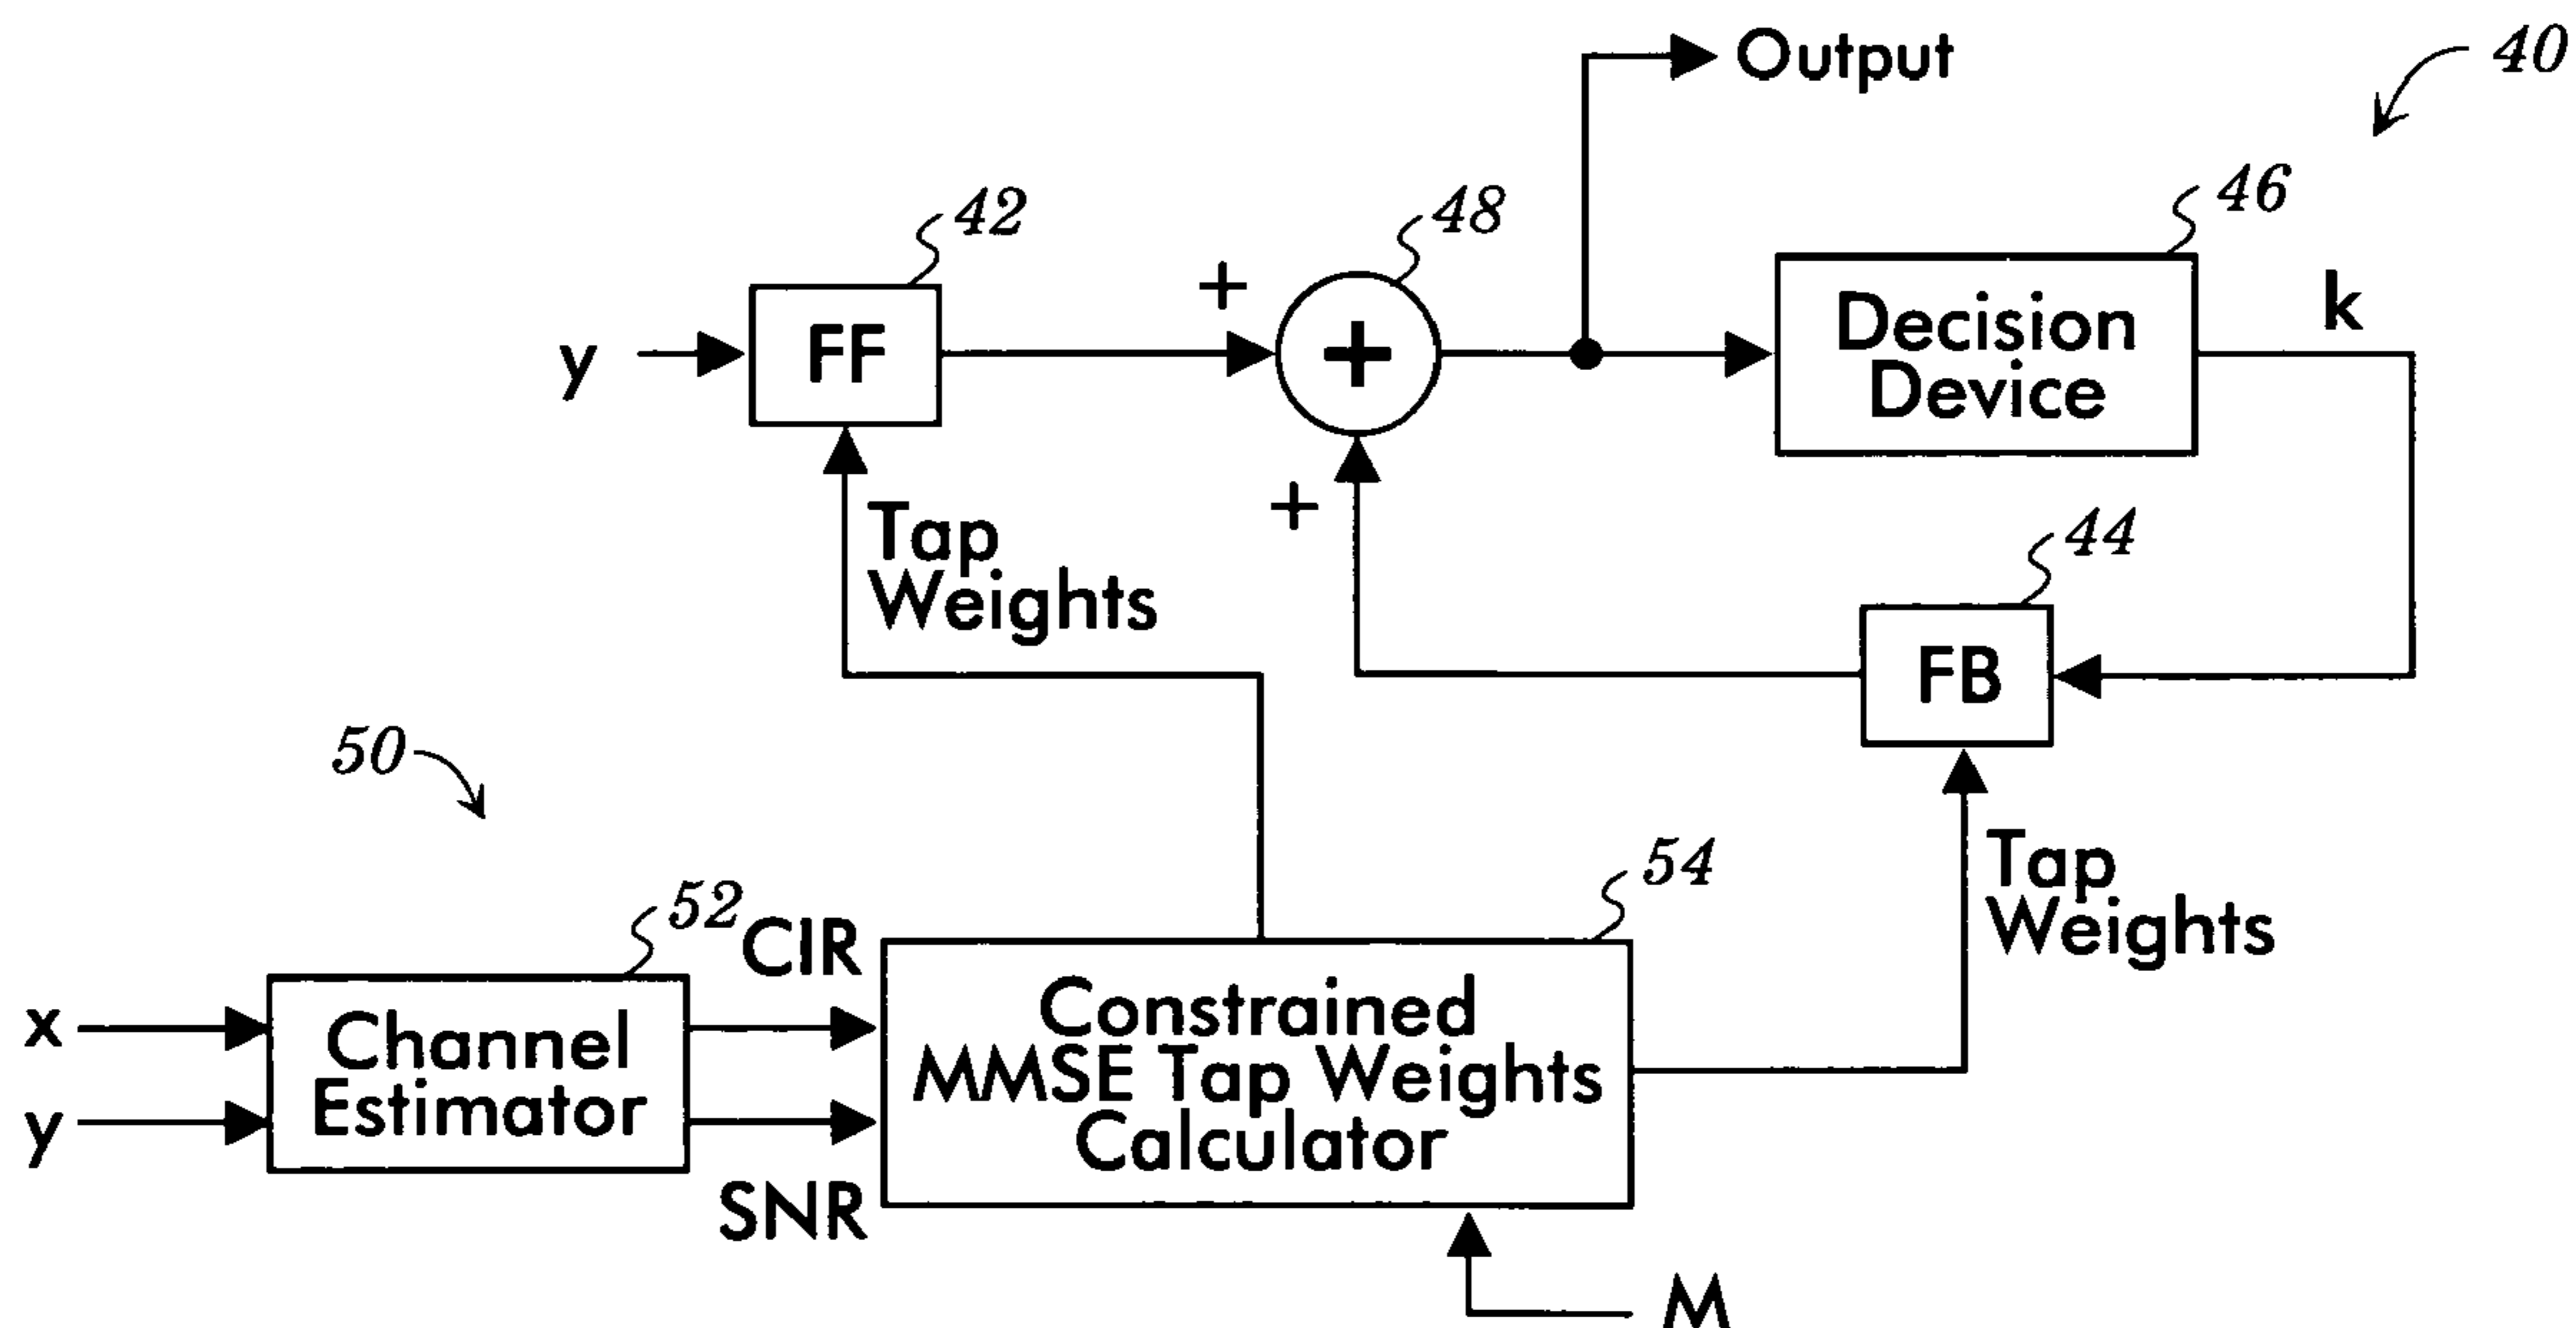 Output
40
42
48
46
+
y
FF
+
Decision
Device
k
+
Tap
Weights
44
FB
50
52
CIR
54
Tap
Weights
x
y
Channel
Estimator
SNR
Constrained
MMSE Tap Weights
Calculator
M